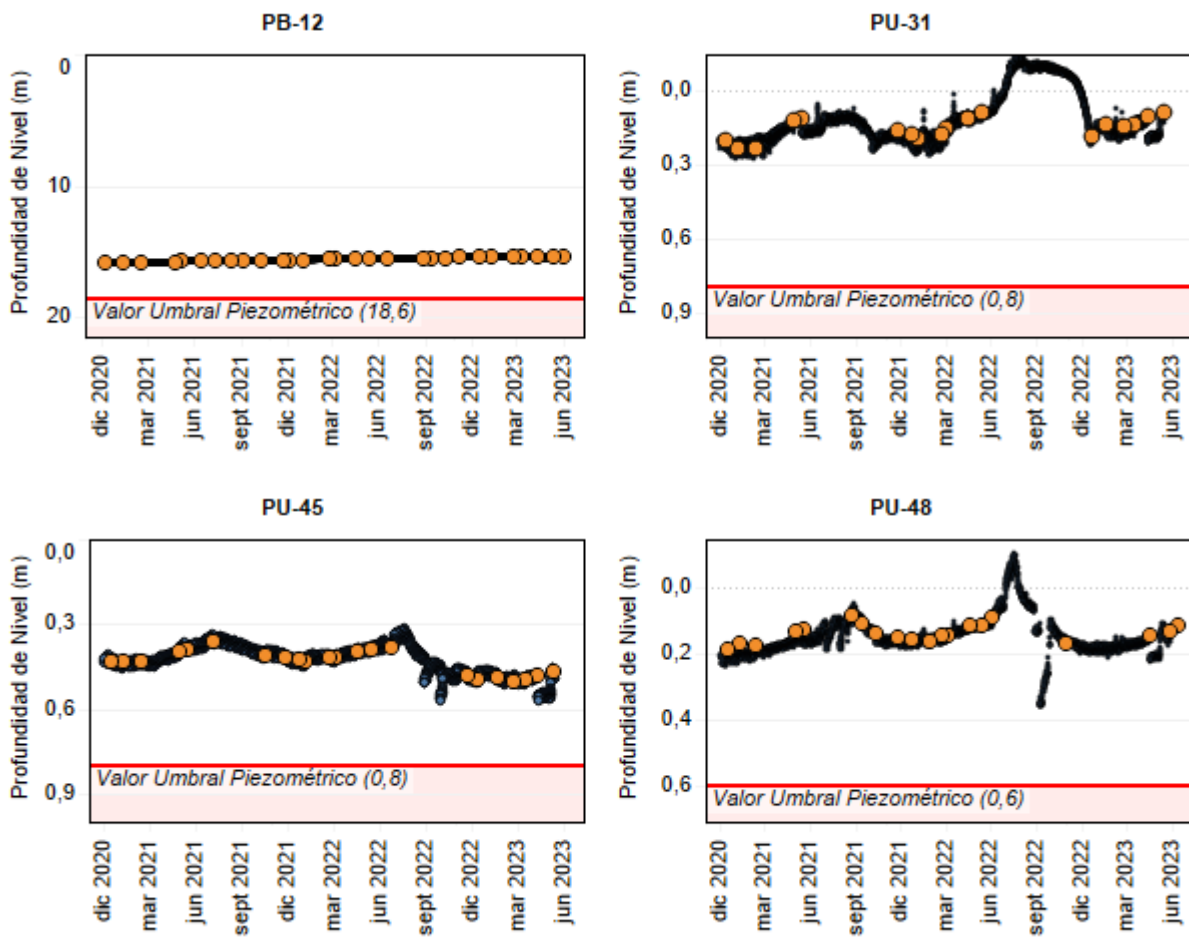 PB-12
Profundidad de Nivel (m)
0
10
20
Valor Umbral Piezométrico (18,6)
dic 2020
mar 2021
jun 2021
sept 2021
dic 2021
mar 2022
jun 2022
sept 2022
dic 2022
mar 2023
jun 2023
PU-31
Profundidad de Nivel (m)
0,0
0,3
0,6
0,9
Valor Umbral Piezométrico (0,8)
dic 2020
mar 2021
jun 2021
sept 2021
dic 2021
mar 2022
jun 2022
sept 2022
dic 2022
mar 2023
jun 2023
PU-45
Profundidad de Nivel (m)
0,0
0,3
0,6
0,9
Valor Umbral Piezométrico (0,8)
dic 2020
mar 2021
jun 2021
sept 2021
dic 2021
mar 2022
jun 2022
sept 2022
dic 2022
mar 2023
jun 2023
PU-48
Profundidad de Nivel (m)
0,0
0,2
0,4
0,6
Valor Umbral Piezométrico (0,6)
dic 2020
mar 2021
jun 2021
sept 2021
dic 2021
mar 2022
jun 2022
sept 2022
dic 2022
mar 2023
jun 2023